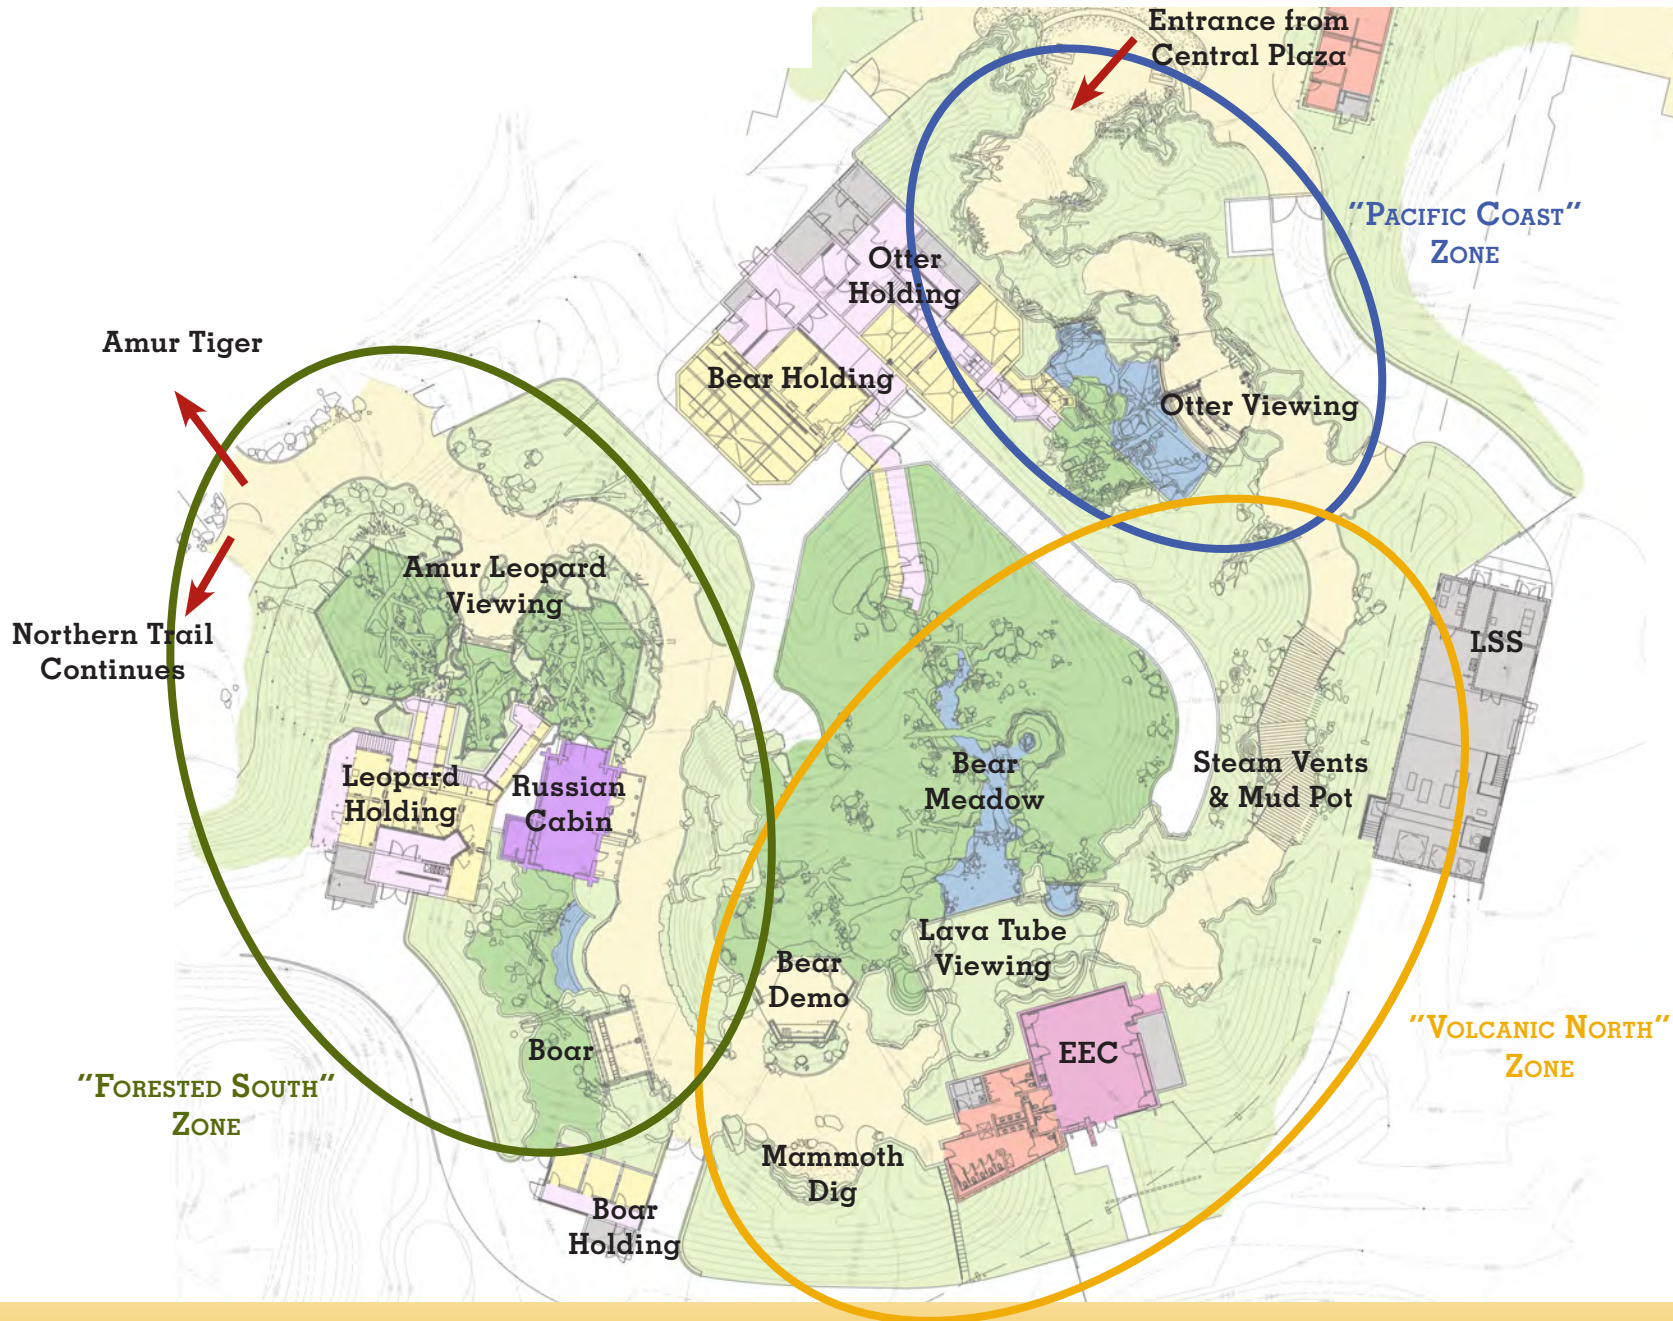 Entrance from
Central Plaza
"Pacific Coast"
Zone
Otter
Holding
Amur Tiger
Bear Holding
Otter Viewing
Amur Leopard
Viewing
Northern Trail
Continues
LSS
Leopard
Holding
Russian
Cabin
Bear
Meadow
Steam Vents
& Mud Pot
Lava Tube
Viewing
Bear
Demo
"Volcanic North"
Zone
Boar
EEC
"Forested South"
Zone
Mammoth
Dig
Boar
Holding